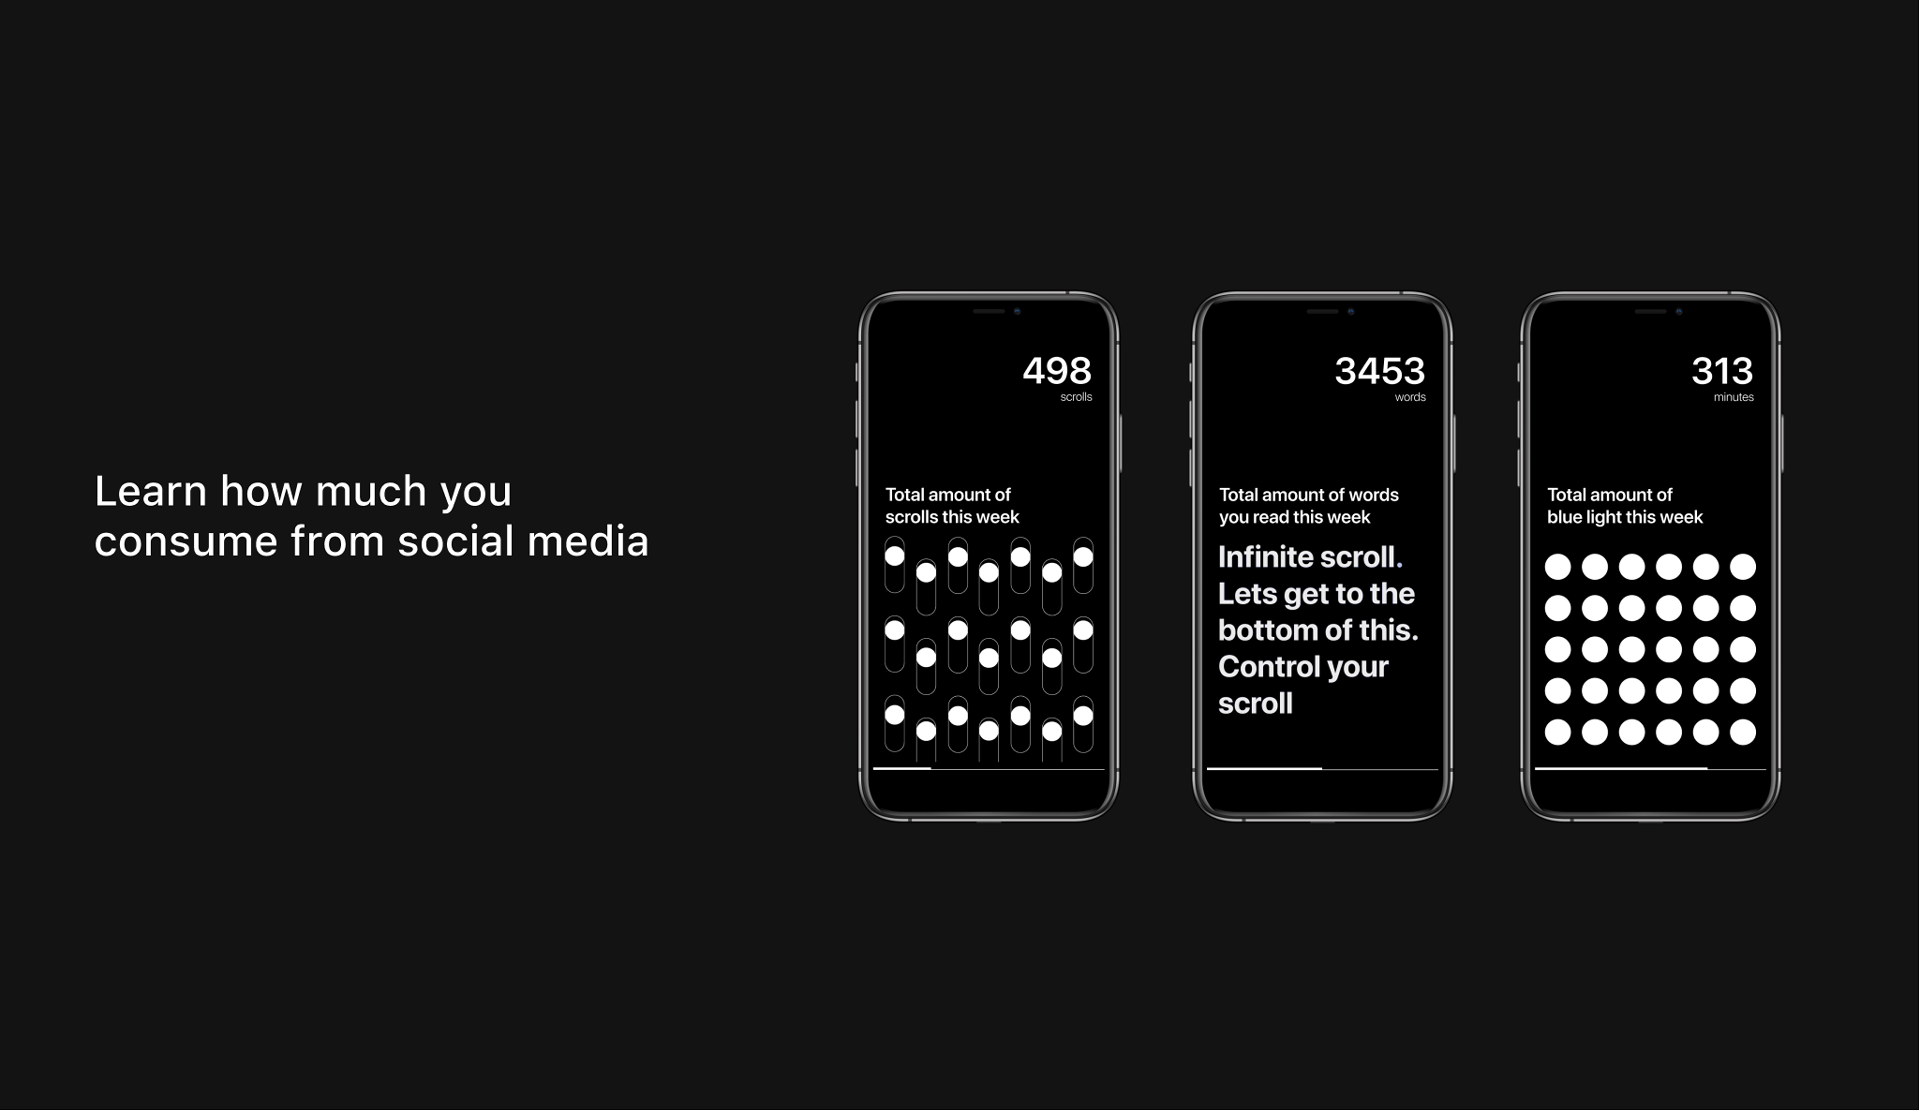 Learn how much you
consume from social media
498
scrolls
Total amount of
scrolls this week
3453
words
Total amount of words
you read this week
Infinite scroll.
Lets get to the
bottom of this.
Control your
scroll
313
minutes
Total amount of
blue light this week